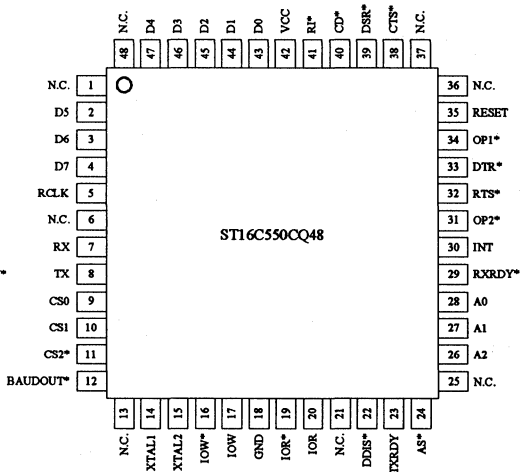 N.C. D4 D3 D2 D1 D0 VCC RI* CD* DSR* CTS* N.C.
48 47 46 45 44 43 42 41 40 39 38 37
N.C. 1 36 N.C.
D5 2 35 RESET
D6 3 34 OP1*
D7 4 33 DTR*
RCLK 5 32 RTS*
N.C. 6 31 OP2*
ST16C550CQ48
RX 7 30 INT
* TX 8 29 RXRDY*
CS0 9 28 A0
CS1 10 27 A1
CS2* 11 26 A2
BAUDOUT* 12 25 N.C.
13 14 15 16 17 18 19 20 21 22 23 24
N.C. XTAL1 XTAL2 IOW* IOW GND IOR* IOR N.C. DDIS* TXRDY AS*